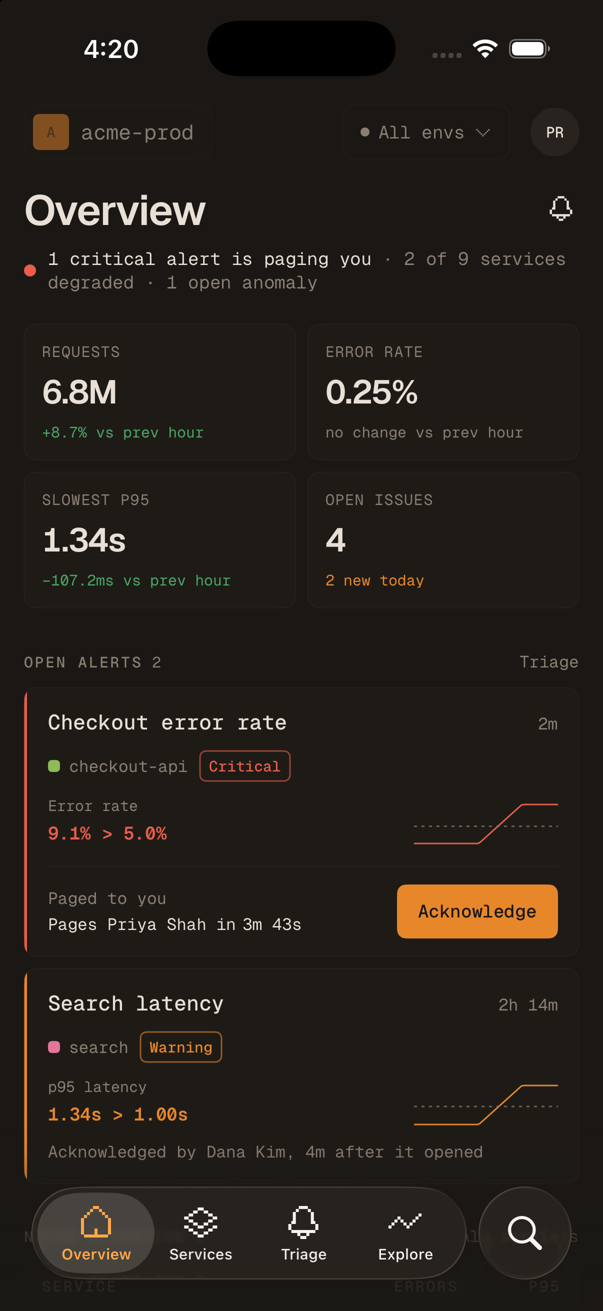 4:20
A acme-prod
All envs
PR
Overview
1 critical alert is paging you · 2 of 9 services
degraded · 1 open anomaly
REQUESTS
6.8M
+8.7% vs prev hour
ERROR RATE
0.25%
no change vs prev hour
SLOWEST P95
1.34s
-107.2ms vs prev hour
OPEN ISSUES
4
2 new today
OPEN ALERTS 2
Triage
Checkout error rate
2m
checkout-api
Critical
Error rate
9.1% > 5.0%
Paged to you
Pages Priya Shah in 3m 43s
Acknowledge
Search latency
2h 14m
search
Warning
p95 latency
1.34s > 1.00s
Acknowledged by Dana Kim, 4m after it opened
Overview
Services
Triage
Explore
SERVICE
ERRORS
P95